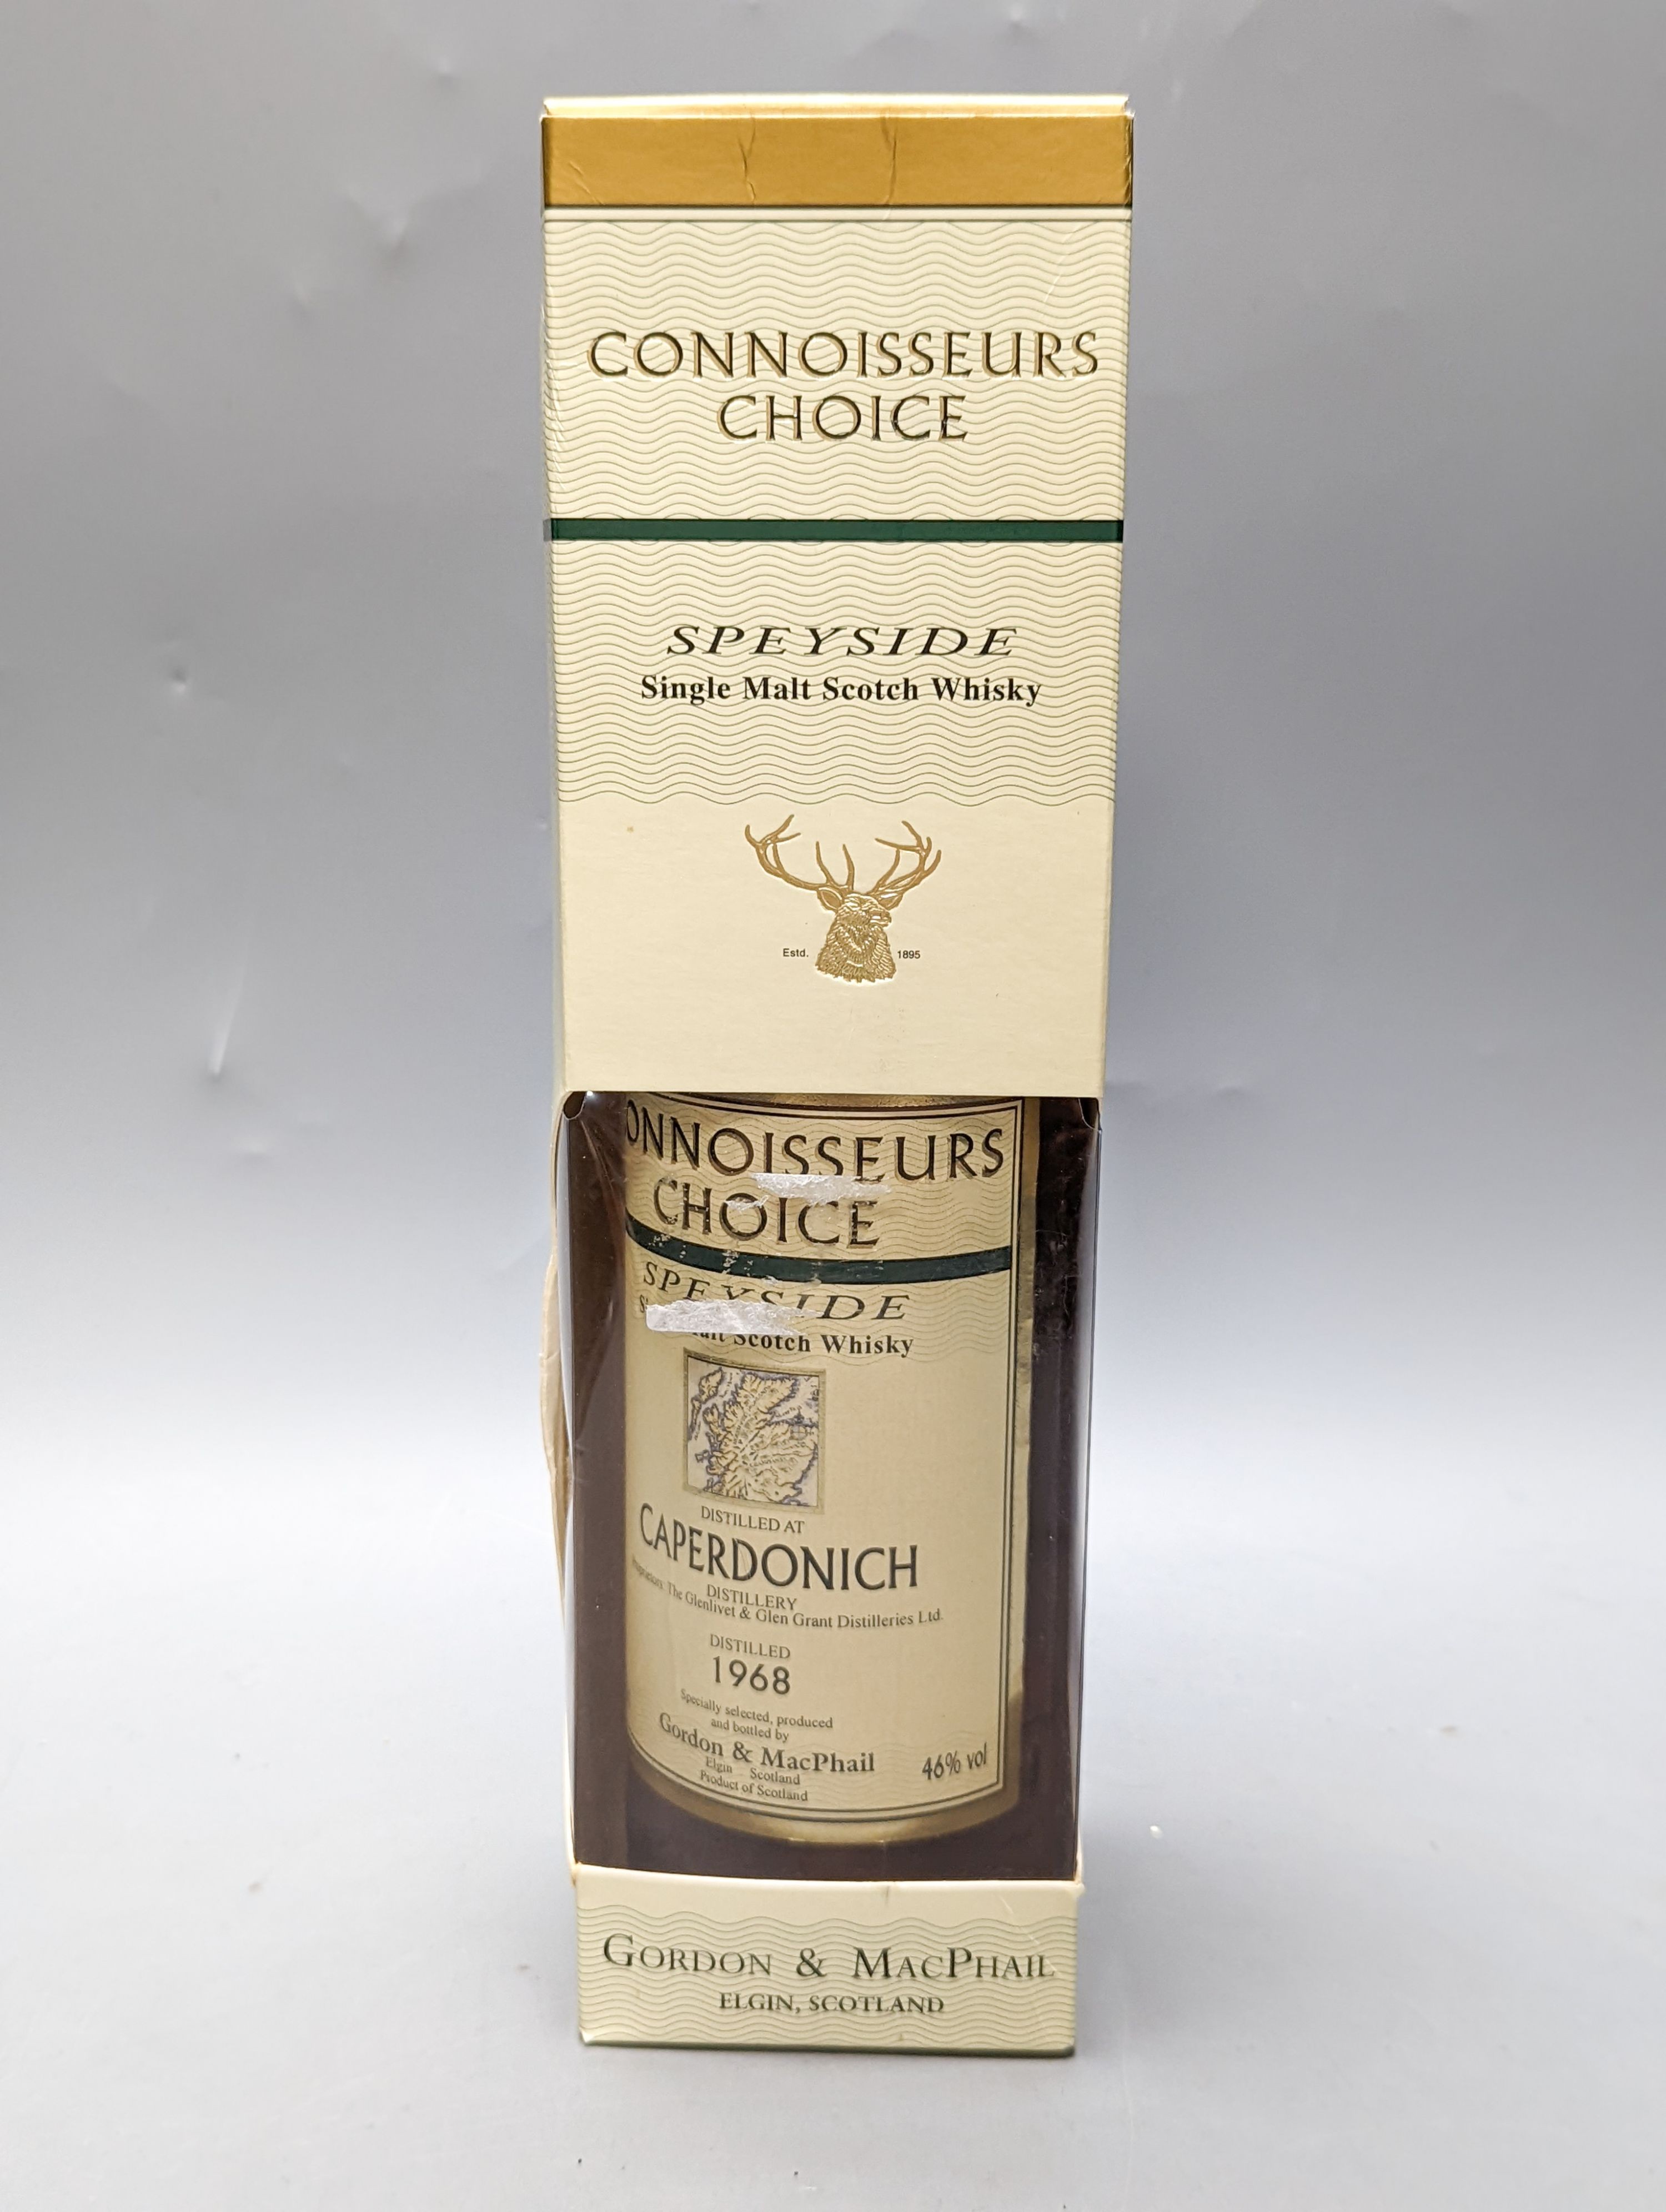 CONNOISSEURS
CHOICE
SPEYSIDE
Single Malt Scotch Whisky
Estd. 1895
ONNOISSEURS
CHOICE
SPEYSIDE
Scotch Whisky
DISTILLED AT
CAPERDONICH
DISTILLERY
The Glenlivet & Glen Grant Distilleries Ltd.
DISTILLED
1968
Specially selected, produced
and bottled by
Gordon & MacPhail
Elgin Scotland
Product of Scotland
46% vol
GORDON & MACPHAIL
ELGIN, SCOTLAND